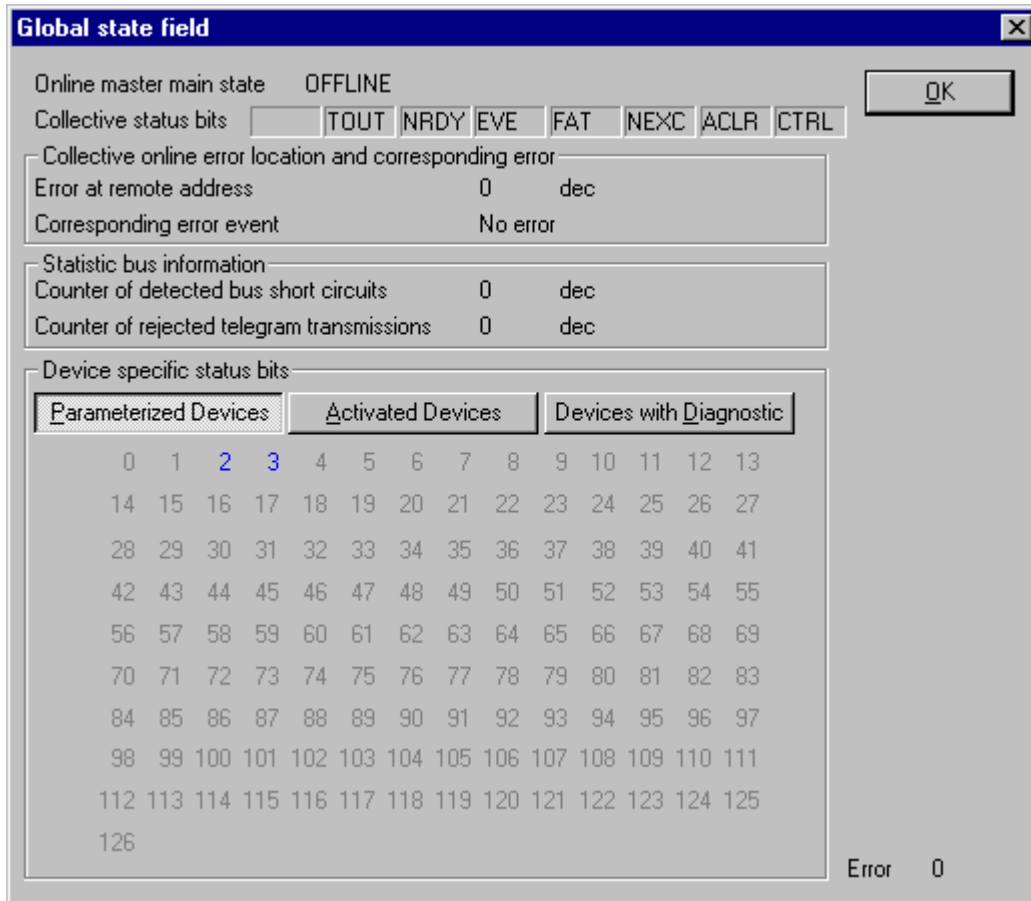 Global state field
Online master main state OFFLINE
OK
Collective status bits TOUT NRDY EVE FAT NEXC ACLR CTRL
Collective online error location and corresponding error
Error at remote address 0 dec
Corresponding error event No error
Statistic bus information
Counter of detected bus short circuits 0 dec
Counter of rejected telegram transmissions 0 dec
Device specific status bits
Parameterized Devices Activated Devices Devices with Diagnostic
0 1 2 3 4 5 6 7 8 9 10 11 12 13
14 15 16 17 18 19 20 21 22 23 24 25 26 27
28 29 30 31 32 33 34 35 36 37 38 39 40 41
42 43 44 45 46 47 48 49 50 51 52 53 54 55
56 57 58 59 60 61 62 63 64 65 66 67 68 69
70 71 72 73 74 75 76 77 78 79 80 81 82 83
84 85 86 87 88 89 90 91 92 93 94 95 96 97
98 99 100 101 102 103 104 105 106 107 108 109 110 111
112 113 114 115 116 117 118 119 120 121 122 123 124 125
126
Error 0